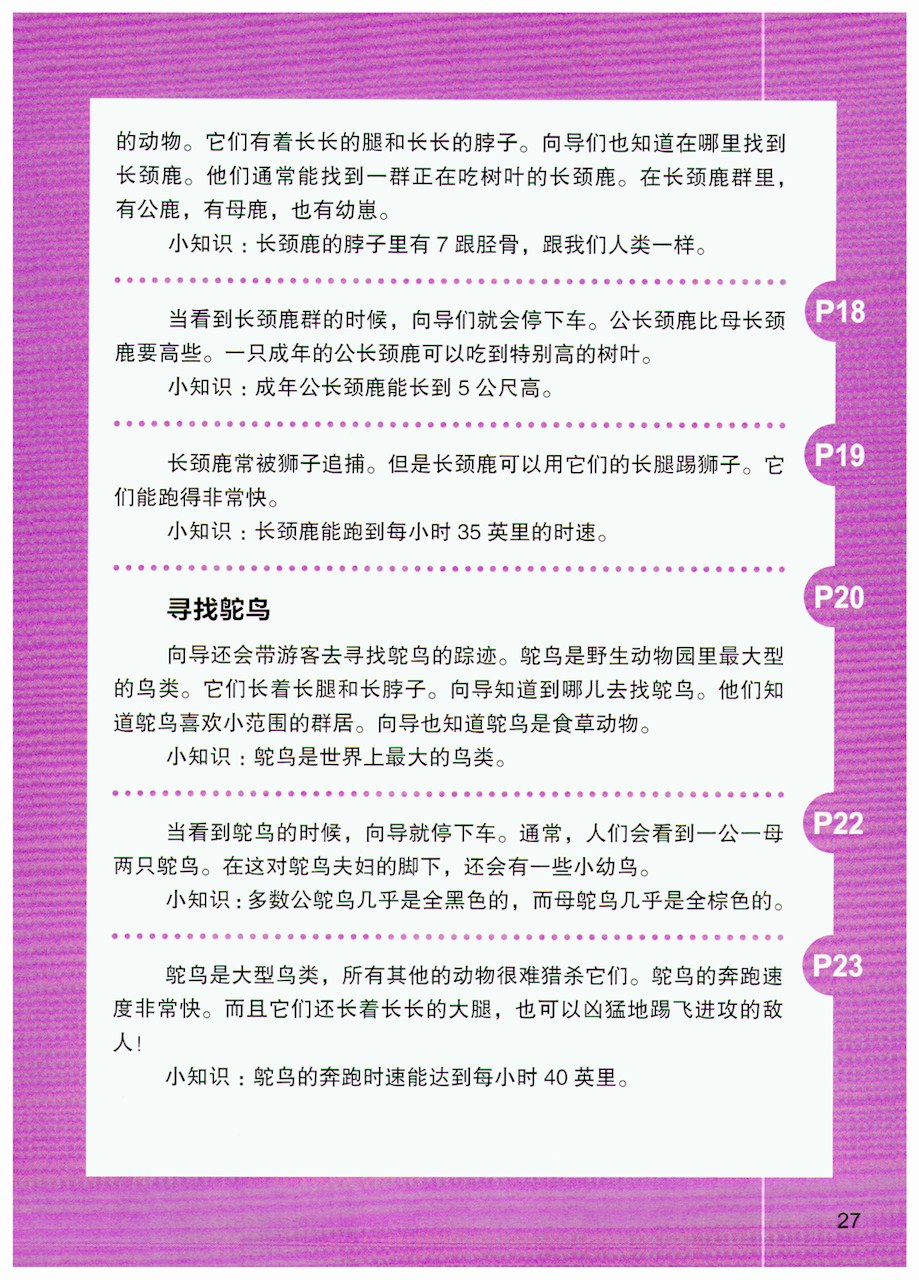 的动物。它们有着长长的腿和长长的脖子。向导们也知道在哪里找到
长颈鹿。他们通常能找到一群正在吃树叶的长颈鹿。在长颈鹿群里，
有公鹿，有母鹿，也有幼崽。
小知识：长颈鹿的脖子里有 7 跟胫骨，跟我们人类一样。
P18
当看到长颈鹿群的时候，向导们就会停下车。公长颈鹿比母长颈
鹿要高些。一只成年的公长颈鹿可以吃到特别高的树叶。
小知识：成年公长颈鹿能长到 5 公尺高。
P19
长颈鹿常被狮子追捕。但是长颈鹿可以用它们的长腿踢狮子。它
们能跑得非常快。
小知识：长颈鹿能跑到每小时 35 英里的时速。
P20
寻找鸵鸟
向导还会带游客去寻找鸵鸟的踪迹。鸵鸟是野生动物园里最大型
的鸟类。它们长着长腿和长脖子。向导知道到哪儿去找鸵鸟。他们知
道鸵鸟喜欢小范围的群居。向导也知道鸵鸟是食草动物。
小知识：鸵鸟是世界上最大的鸟类。
P22
当看到鸵鸟的时候，向导就停下车。通常，人们会看到一公一母
两只鸵鸟。在这对鸵鸟夫妇的脚下，还会有一些小幼鸟。
小知识：多数公鸵鸟几乎是全黑色的，而母鸵鸟几乎是全棕色的。
P23
鸵鸟是大型鸟类，所有其他的动物很难猎杀它们。鸵鸟的奔跑速
度非常快。而且它们还长着长长的大腿，也可以凶猛地踢飞进攻的敌
人！
小知识：鸵鸟的奔跑时速能达到每小时 40 英里。
27